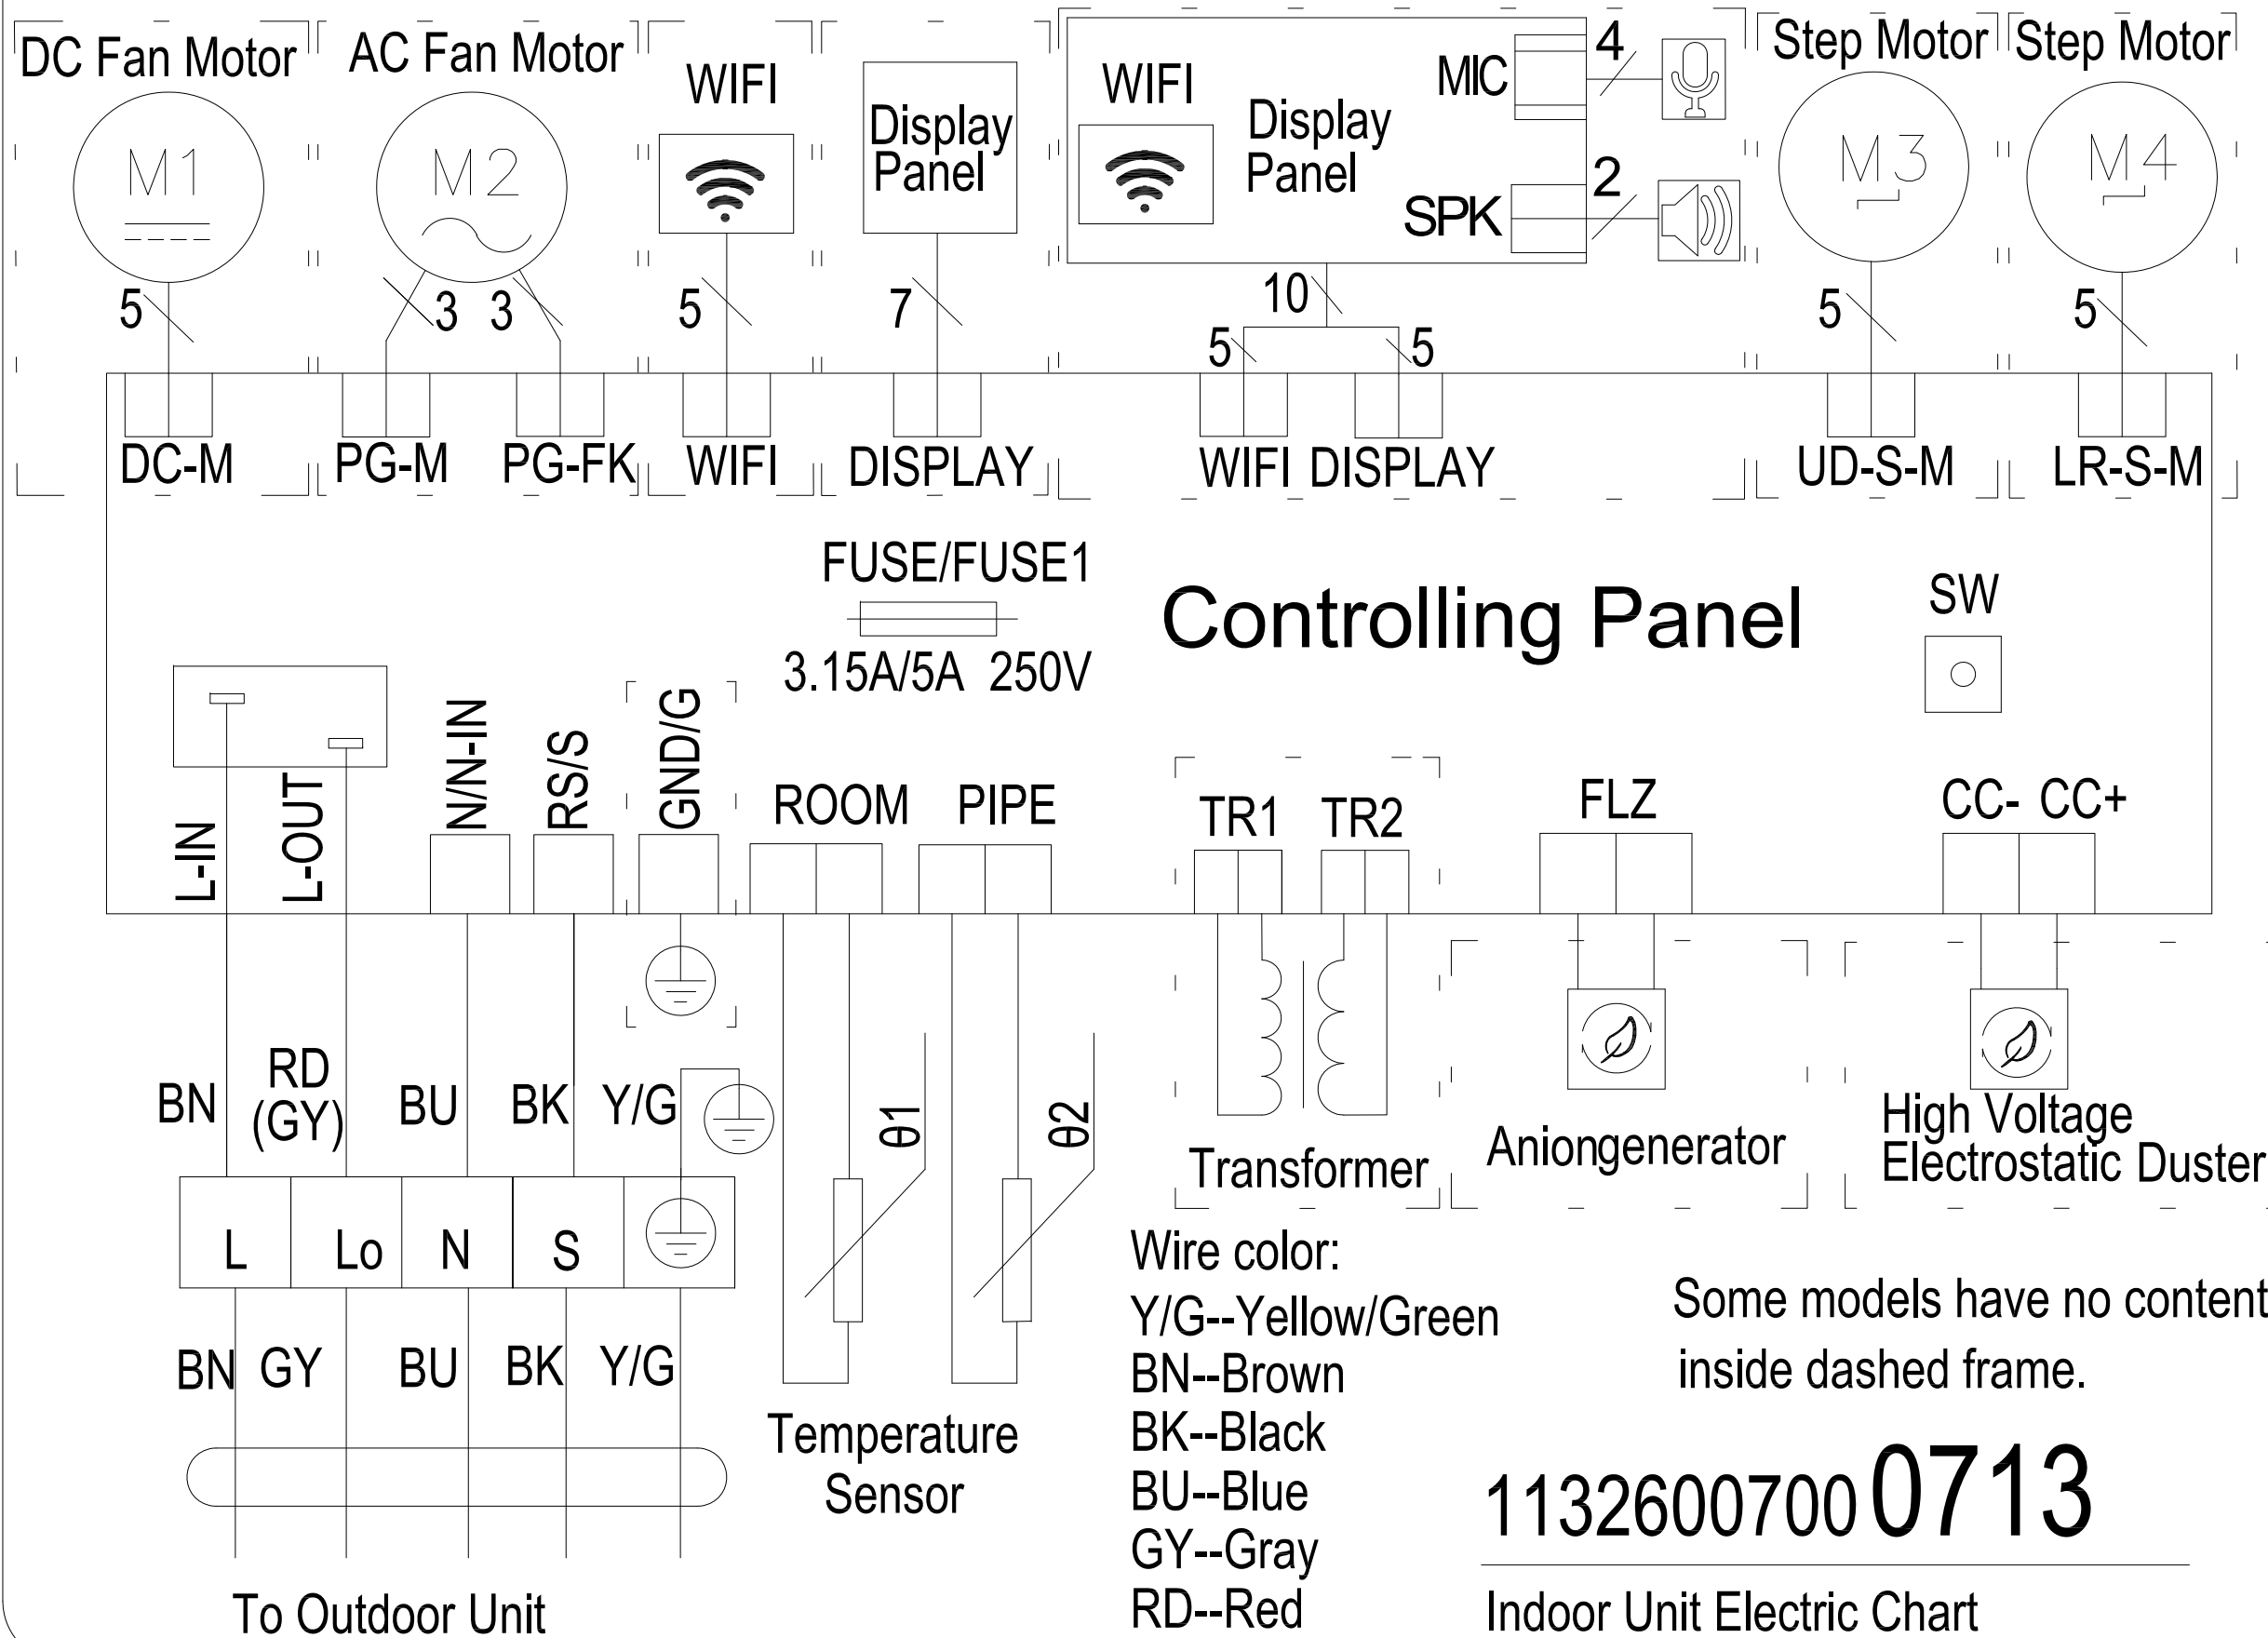 DC Fan Motor
AC Fan Motor
WIFI
Display
Panel
WIFI
Display
Panel
MIC
4
SPK
2
Step Motor
Step Motor
M1
M2
M3
M4
5
3
3
5
7
10
5
5
5
5
DC-M
PG-M
PG-FK
WIFI
DISPLAY
WIFI
DISPLAY
UD-S-M
LR-S-M
FUSE/FUSE1
3.15A/5A 250V
Controlling Panel
SW
L-IN
L-OUT
N/N-IN
RS/S
GND/G
ROOM
PIPE
TR1
TR2
FLZ
CC- CC+
BN
RD
(GY)
BU
BK
Y/G
θ1
θ2
Transformer
Aniongenerator
High Voltage
Electrostatic Duster
L
Lo
N
S
BN
GY
BU
BK
Y/G
Temperature
Sensor
To Outdoor Unit
Wire color:
Y/G--Yellow/Green
BN--Brown
BK--Black
BU--Blue
GY--Gray
RD--Red
Some models have no content
inside dashed frame.
1132600700 0713
Indoor Unit Electric Chart